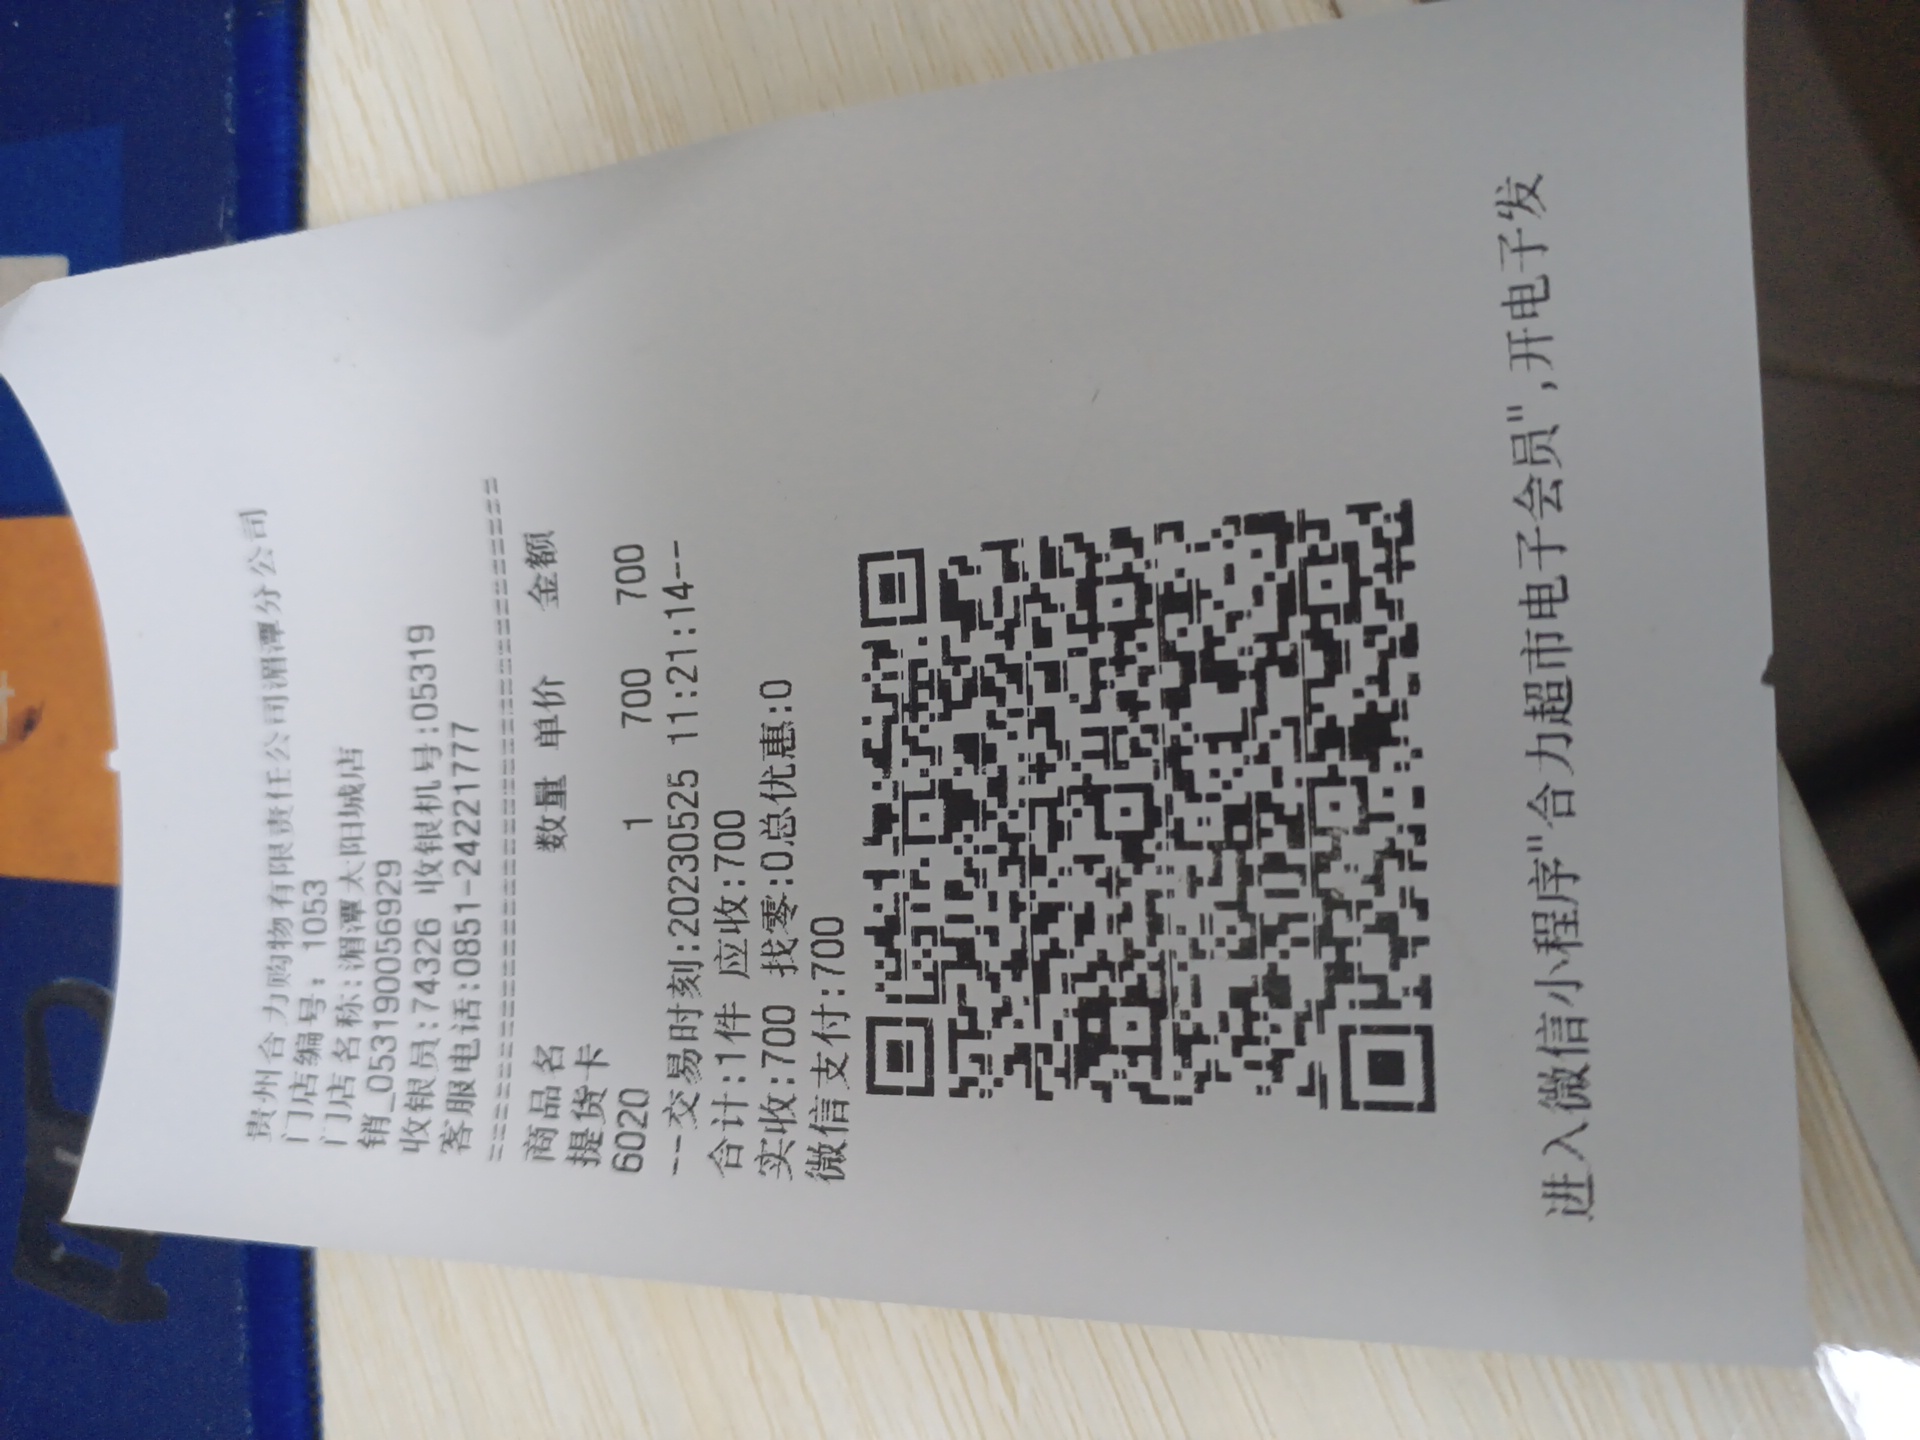 贵州合力购物有限责任公司湄潭分公司
门店编号: 1053
门店名称:湄潭大阳城店
销_0531900569​29
收银员:74326 收银机号:05319
客服电话:0851-24221777
================================
商品名 数量 单价 金额
提货卡
6020 1 700 700
--交易时刻:20230525 11:21:14--
合计:1件 应收:700
实收:700 找零:0总优惠:0
微信支付:700
进入微信小程序"合力超市电子会员",开电子发